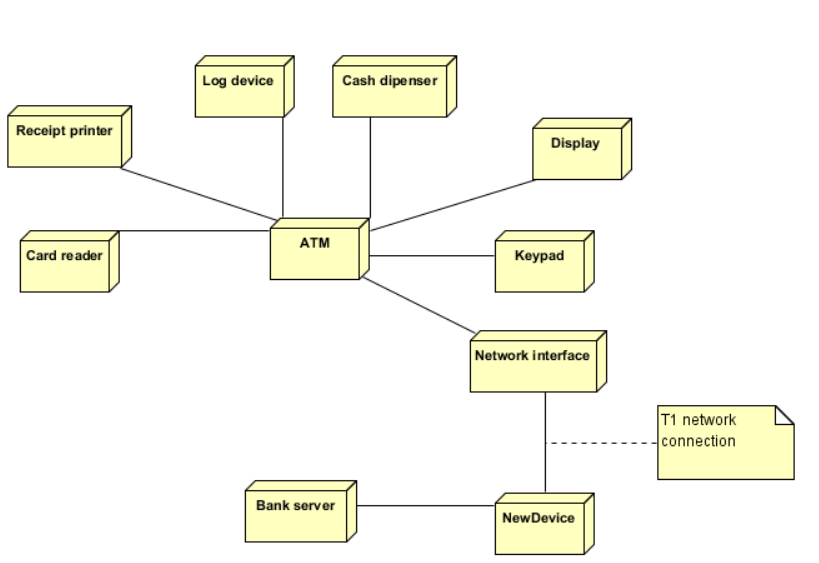 Log device
Cash dipenser
Receipt printer
Display
ATM
Card reader
Keypad
Network interface
T1 network
connection
Bank server
NewDevice